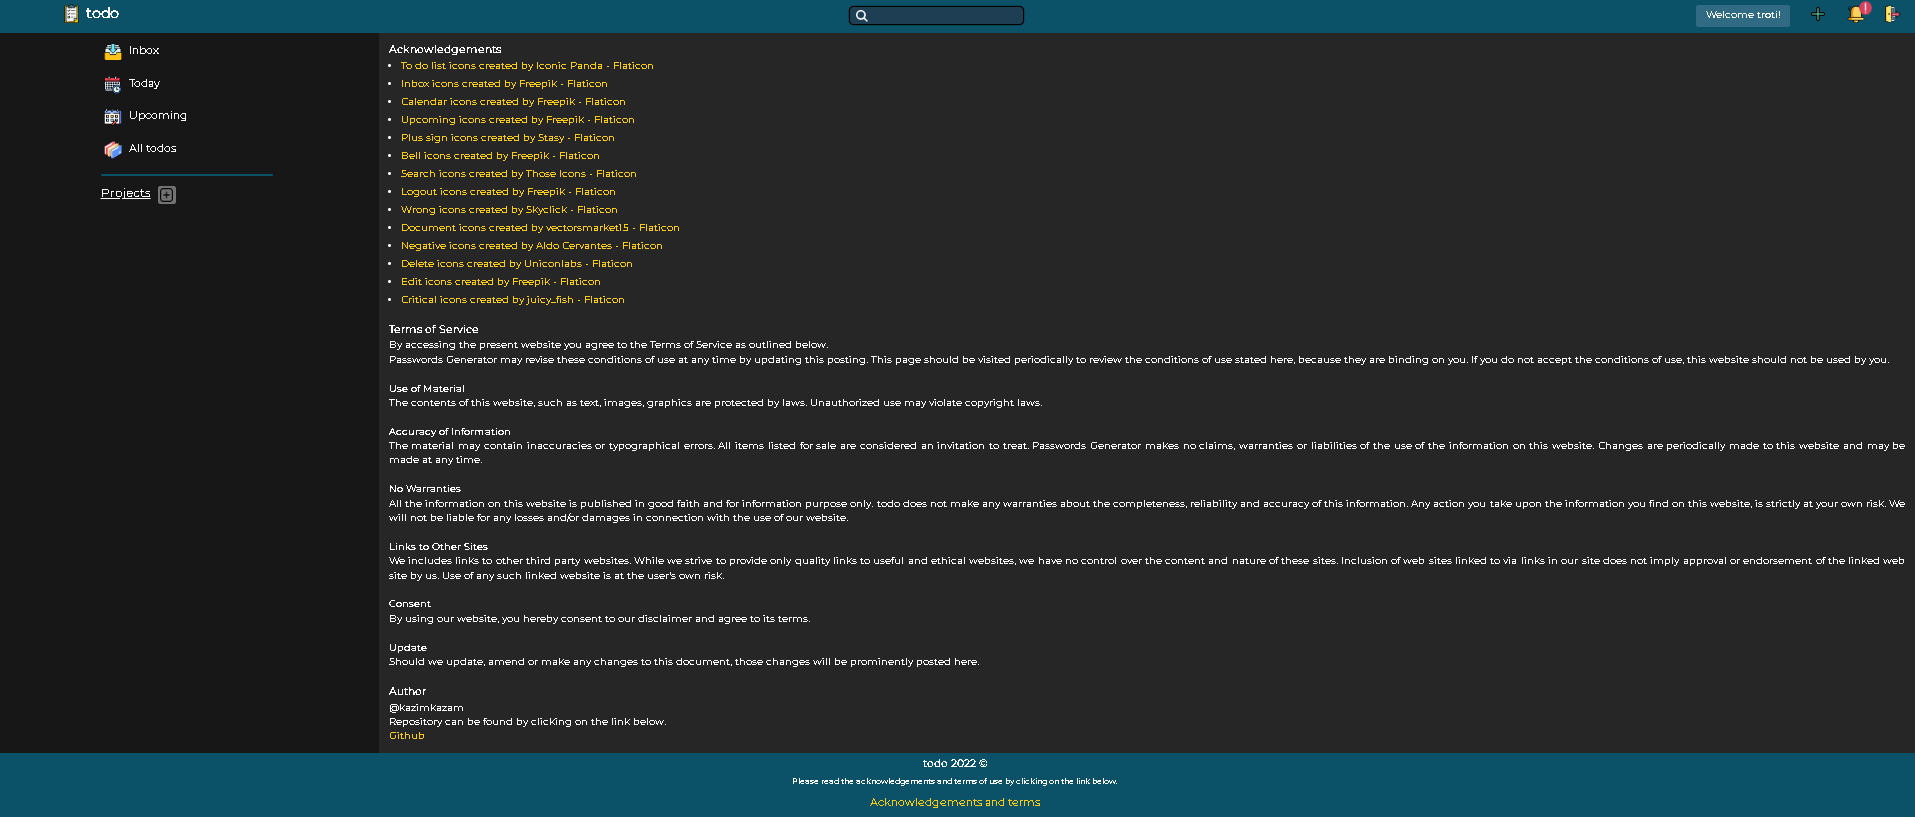 todo
Welcome troti!
Inbox
Today
Upcoming
All todos
Projects
Acknowledgements
To do list icons created by Iconic Panda - Flaticon
Inbox icons created by Freepik - Flaticon
Calendar icons created by Freepik - Flaticon
Upcoming icons created by Freepik - Flaticon
Plus sign icons created by Stasy - Flaticon
Bell icons created by Freepik - Flaticon
Search icons created by Those Icons - Flaticon
Logout icons created by Freepik - Flaticon
Wrong icons created by Skyclick - Flaticon
Document icons created by vectorsmarket15 - Flaticon
Negative icons created by Aldo Cervantes - Flaticon
Delete icons created by Uniconlabs - Flaticon
Edit icons created by Freepik - Flaticon
Critical icons created by juicy_fish - Flaticon
Terms of Service
By accessing the present website you agree to the Terms of Service as outlined below.
Passwords Generator may revise these conditions of use at any time by updating this posting. This page should be visited periodically to review the conditions of use stated here, because they are binding on you. If you do not accept the conditions of use, this website should not be used by you.
Use of Material
The contents of this website, such as text, images, graphics are protected by laws. Unauthorized use may violate copyright laws.
Accuracy of Information
The material may contain inaccuracies or typographical errors. All items listed for sale are considered an invitation to treat. Passwords Generator makes no claims, warranties or liabilities of the use of the information on this website. Changes are periodically made to this website and may be
made at any time.
No Warranties
All the information on this website is published in good faith and for information purpose only. todo does not make any warranties about the completeness, reliability and accuracy of this information. Any action you take upon the information you find on this website, is strictly at your own risk. We
will not be liable for any losses and/or damages in connection with the use of our website.
Links to Other Sites
We includes links to other third party websites. While we strive to provide only quality links to useful and ethical websites, we have no control over the content and nature of these sites. Inclusion of web sites linked to via links in our site does not imply approval or endorsement of the linked web
site by us. Use of any such linked website is at the user's own risk.
Consent
By using our website, you hereby consent to our disclaimer and agree to its terms.
Update
Should we update, amend or make any changes to this document, those changes will be prominently posted here.
Author
@kazimkazam
Repository can be found by clicking on the link below.
Github
todo 2022 ©
Please read the acknowledgements and terms of use by clicking on the link below.
Acknowledgements and terms